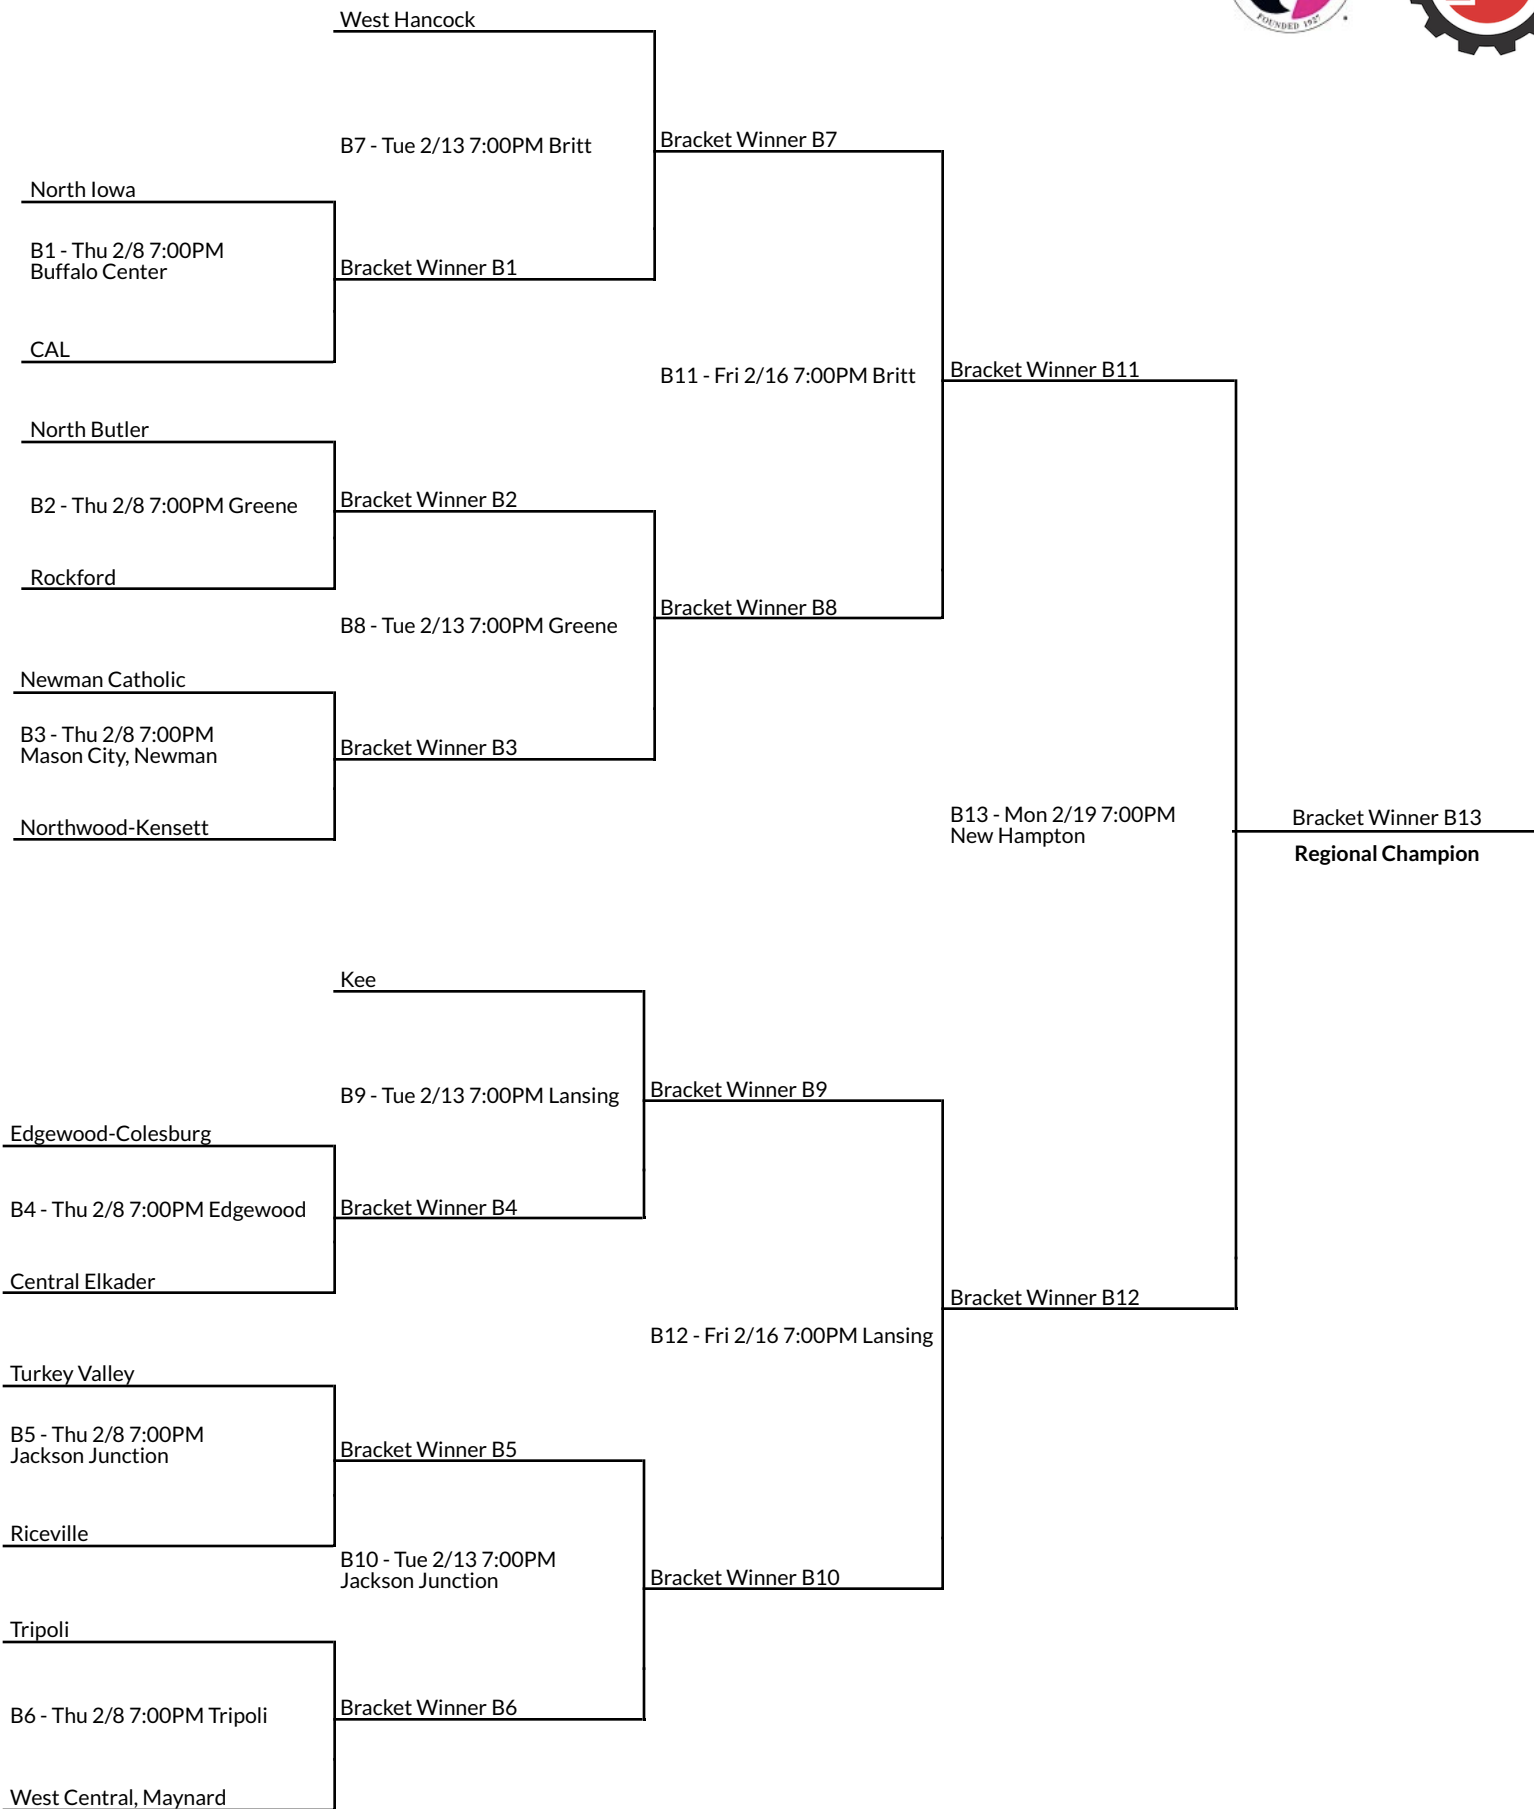 FOUNDED 1927
West Hancock
B7 - Tue 2/13 7:00PM Britt
Bracket Winner B7
North Iowa
B1 - Thu 2/8 7:00PM
Buffalo Center
Bracket Winner B1
CAL
B11 - Fri 2/16 7:00PM Britt
Bracket Winner B11
North Butler
B2 - Thu 2/8 7:00PM Greene
Bracket Winner B2
Rockford
B8 - Tue 2/13 7:00PM Greene
Bracket Winner B8
Newman Catholic
B3 - Thu 2/8 7:00PM
Mason City, Newman
Bracket Winner B3
Northwood-Kensett
B13 - Mon 2/19 7:00PM
New Hampton
Bracket Winner B13
Regional Champion
Kee
B9 - Tue 2/13 7:00PM Lansing
Bracket Winner B9
Edgewood-Colesburg
B4 - Thu 2/8 7:00PM Edgewood
Bracket Winner B4
Central Elkader
Bracket Winner B12
B12 - Fri 2/16 7:00PM Lansing
Turkey Valley
B5 - Thu 2/8 7:00PM
Jackson Junction
Bracket Winner B5
Riceville
B10 - Tue 2/13 7:00PM
Jackson Junction
Bracket Winner B10
Tripoli
B6 - Thu 2/8 7:00PM Tripoli
Bracket Winner B6
West Central, Maynard